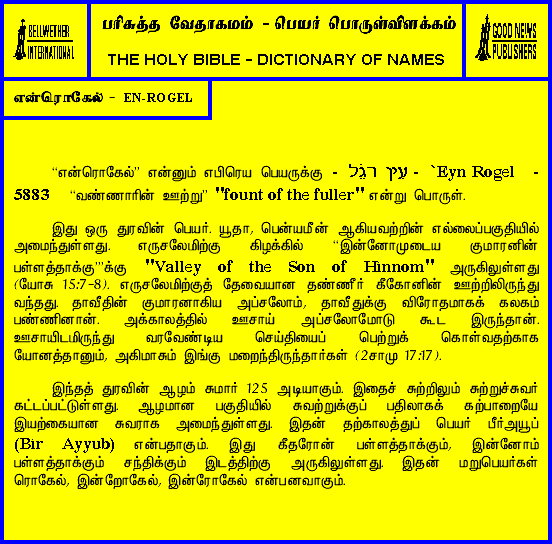 BELLWETHER
INTERNATIONAL
பரிசுத்த வேதாகமம் - பெயர் பொருள்விளக்கம்
THE HOLY BIBLE - DICTIONARY OF NAMES
GOOD NEWS
PUBLISHERS
என்ரொகேல் - EN-ROGEL
"என்ரொகேல்" என்னும் எபிரெய பெயருக்கு - עין רגל - `Eyn Rogel -
5883 "வண்ணாரின் ஊற்று" "fount of the fuller" என்று பொருள்.
இது ஒரு துரவின் பெயர். யூதா, பென்யமீன் ஆகியவற்றின் எல்லைப்பகுதியில்
அமைந்துள்ளது. எருசலேமிற்கு கிழக்கில் "இன்னோமுடைய குமாரனின்
பள்ளத்தாக்கு"'க்கு "Valley of the Son of Hinnom" அருகிலுள்ளது
(யோசு 15:7-8). எருசலேமிற்குத் தேவையான தண்ணீர் கீகோனின் ஊற்றிலிருந்து
வந்தது. தாவீதின் குமாரனாகிய அப்சலோம், தாவீதுக்கு விரோதமாகக் கலகம்
பண்ணினான். அக்காலத்தில் ஊசாய் அப்சலோமோடு கூட இருந்தான்.
ஊசாயிடமிருந்து வரவேண்டிய செய்தியைப் பெற்றுக் கொள்வதற்காக
யோனத்தானும், அகிமாசும் இங்கு மறைந்திருந்தார்கள் (2சாமு 17:17).
இந்தத் துரவின் ஆழம் சுமார் 125 அடியாகும். இதைச் சுற்றிலும் சுற்றுச்சுவர்
கட்டப்பட்டுள்ளது. ஆழமான பகுதியில் சுவற்றுக்குப் பதிலாகக் கற்பாறையே
இயற்கையான சுவராக அமைந்துள்ளது. இதன் தற்காலத்துப் பெயர் பீர்அயூப்
(Bir Ayyub) என்பதாகும். இது கீதரோன் பள்ளத்தாக்கும், இன்னோம்
பள்ளத்தாக்கும் சந்திக்கும் இடத்திற்கு அருகிலுள்ளது. இதன் மறுபெயர்கள்
ரொகேல், இன்றோகேல், இன்ரோகேல் என்பனவாகும்.